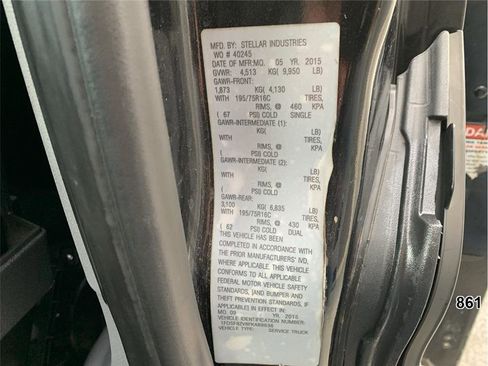 MFD. BY: STELLAR INDUSTRIES
WO # 40245
DATE OF MFR:MO. 05 YR. 2015
GVWR: 4,513 KG( 9,950 LB)
GAWR-FRONT:
1,873 KG( 4,130 LB)
WITH 195/75R16C TIRES,
RIMS, @ 460 KPA
( 67 PSI) COLD SINGLE
GAWR-INTERMEDIATE (1):
KG( LB)
WITH TIRES,
RIMS, @ KPA
( PSI) COLD
GAWR-INTERMEDIATE (2):
KG( LB)
WITH TIRES,
RIMS, @ KPA
( PSI) COLD
GAWR-REAR:
3,100 KG( 6,835 LB)
WITH 195/75R16C TIRES,
RIMS, @ 430 KPA
( 62 PSI) COLD DUAL
THIS VEHICLE HAS BEEN
COMPLETED IN ACCORDANCE WITH
THE PRIOR MANUFACTURERS' IVD,
WHERE APPLICABLE. THIS VEHICLE
CONFORMS TO ALL APPLICABLE
FEDERAL MOTOR VEHICLE SAFETY
STANDARDS, [AND BUMPER AND
THEFT PREVENTION STANDARDS, IF
APPLICABLE] IN EFFECT IN:
MO. 09 YR. 2015
VEHICLE IDENTIFICATION NUMBER:
VEHICLE TYPE: SERVICE TRUCK
DA
861